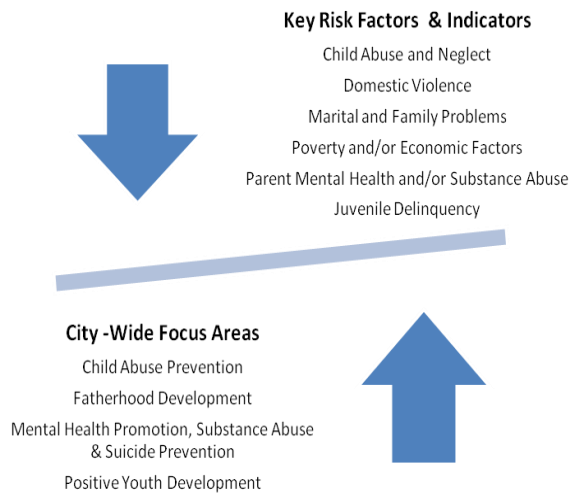 Key Risk Factors & Indicators
Child Abuse and Neglect
Domestic Violence
Marital and Family Problems
Poverty and/or Economic Factors
Parent Mental Health and/or Substance Abuse
Juvenile Delinquency
City -Wide Focus Areas
Child Abuse Prevention
Fatherhood Development
Mental Health Promotion, Substance Abuse
& Suicide Prevention
Positive Youth Development